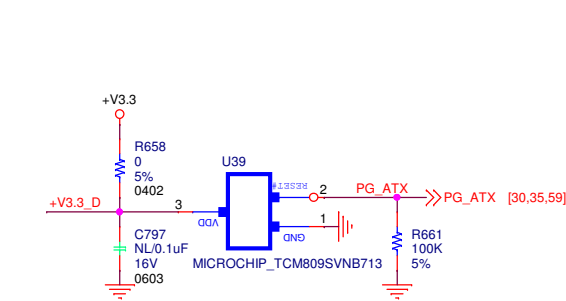 +V3.3
R658
0
5%
0402
U39
RESET#
2
PG_ATX
PG_ATX [30,35,59]
+V3.3_D
3
VDD
1
GND
C797
NL/0.1uF
16V
0603
R661
100K
5%
MICROCHIP_TCM809SVNB713